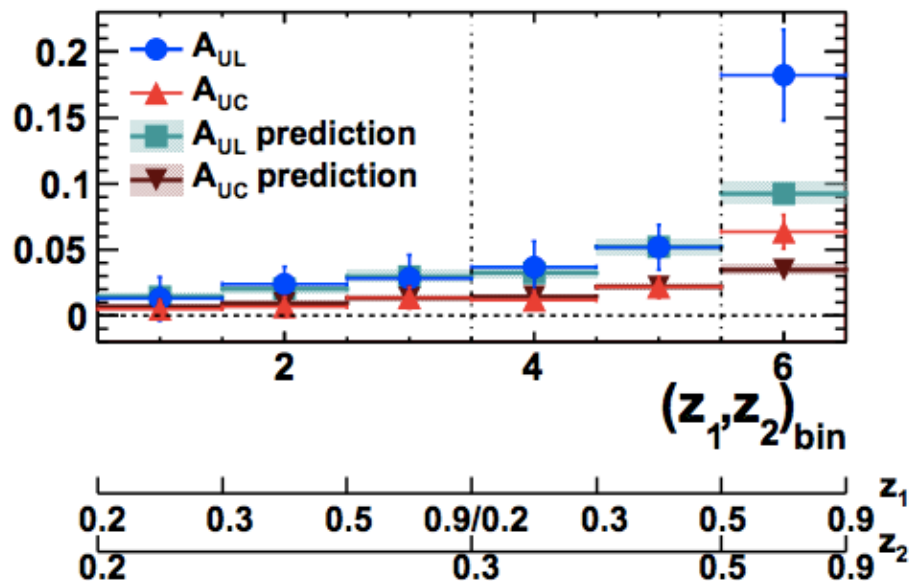 0.2
0.15
0.1
0.05
0
A_UL
A_UC
A_UL prediction
A_UC prediction
2 4 6
(z_1,z_2)_bin
z_1
0.2 0.3 0.5 0.9/0.2 0.3 0.5 0.9
z_2
0.2 0.3 0.5 0.9